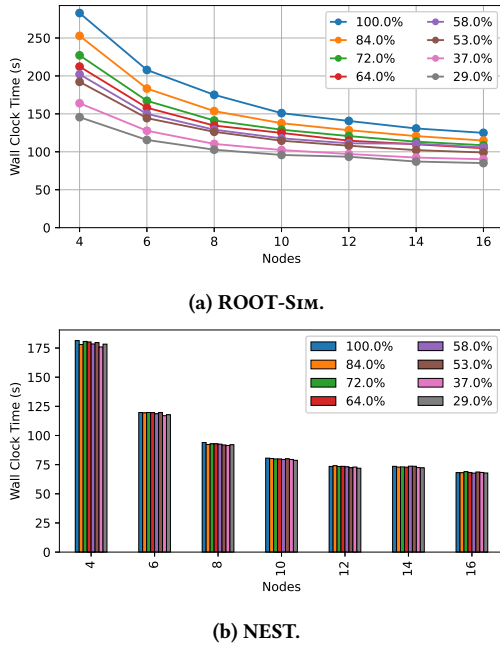 Wall Clock Time (s)
250
200
150
100
50
0
100.0% 58.0%
84.0% 53.0%
72.0% 37.0%
64.0% 29.0%
4 6 8 10 12 14 16
Nodes
(a) ROOT-SIM.
Wall Clock Time (s)
175
150
125
100
75
50
25
0
100.0% 58.0%
84.0% 53.0%
72.0% 37.0%
64.0% 29.0%
4 6 8 10 12 14 16
Nodes
(b) NEST.